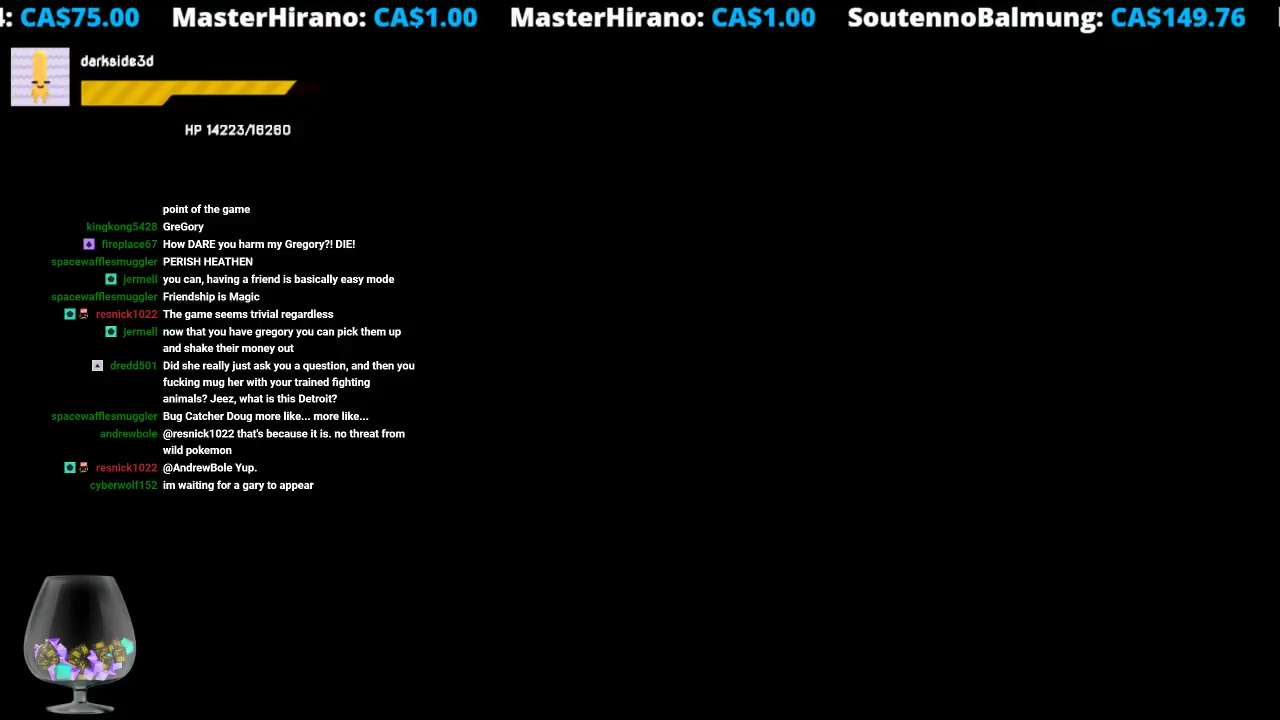 4: CA$75.00 MasterHirano: CA$1.00 MasterHirano: CA$1.00 SoutennoBalmung: CA$149.76
darkside3d
HP 14223/16260
point of the game
kingkong5428 GreGory
fireplace67 How DARE you harm my Gregory?! DIE!
spacewafflesmuggler PERISH HEATHEN
jermell you can, having a friend is basically easy mode
spacewafflesmuggler Friendship is Magic
resnick1022 The game seems trivial regardless
jermell now that you have gregory you can pick them up
and shake their money out
dredd501 Did she really just ask you a question, and then you
fucking mug her with your trained fighting
animals? Jeez, what is this Detroit?
spacewafflesmuggler Bug Catcher Doug more like... more like...
andrewbole @resnick1022 that's because it is. no threat from
wild pokemon
resnick1022 @AndrewBole Yup.
cyberwolf152 im waiting for a gary to appear